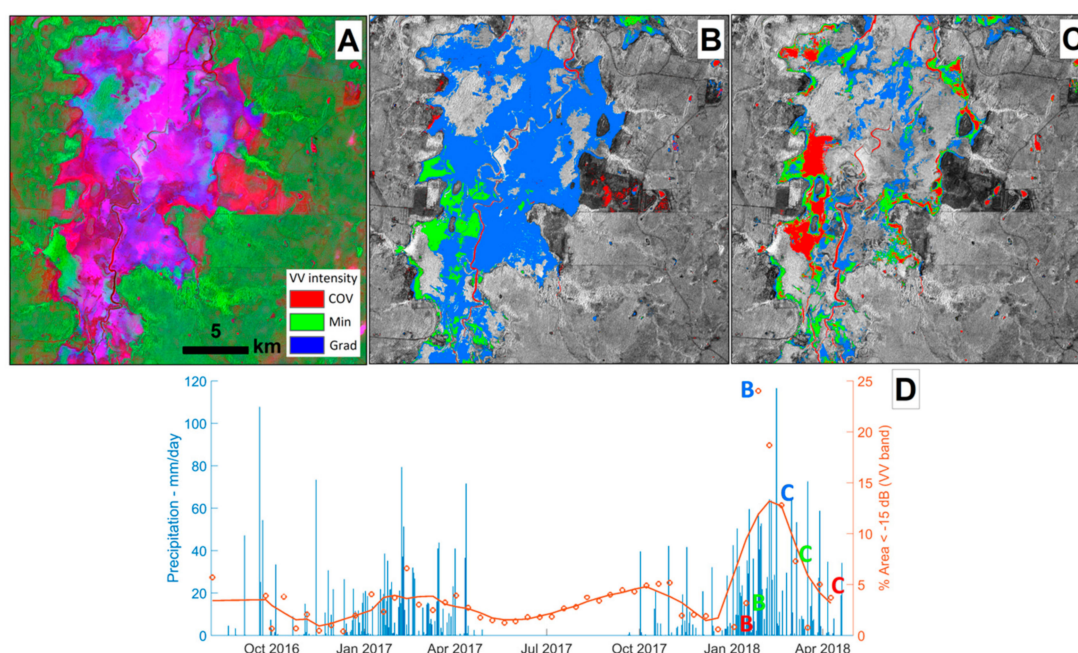 A
B
C
VV intensity
COV
Min
Grad
5
km
D
120
100
80
60
40
20
0
Precipitation - mm/day
25
20
15
10
5
0
% Area < -15 dB (VV band)
B
C
B
C
B
C
Oct 2016
Jan 2017
Apr 2017
Jul 2017
Oct 2017
Jan 2018
Apr 2018